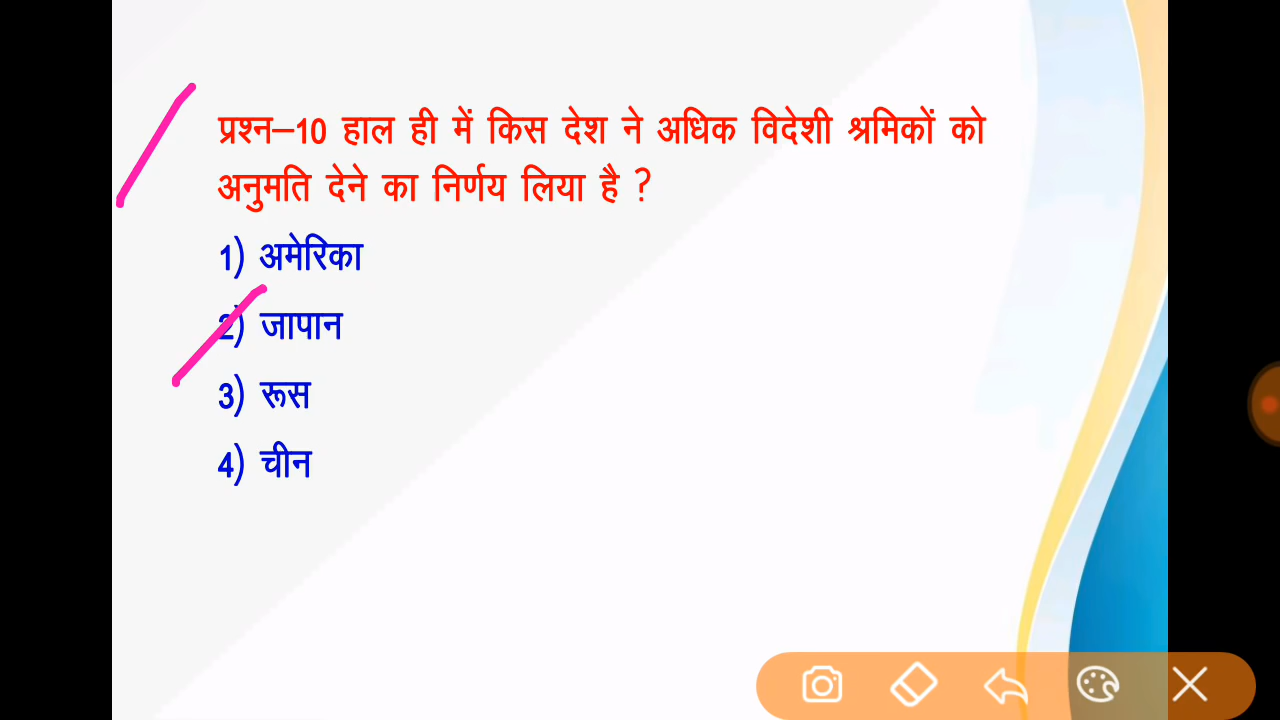 प्रश्न–10 हाल ही में किस देश ने अधिक विदेशी श्रमिकों को
अनुमति देने का निर्णय लिया है ?
1) अमेरिका
2) जापान
3) रूस
4) चीन